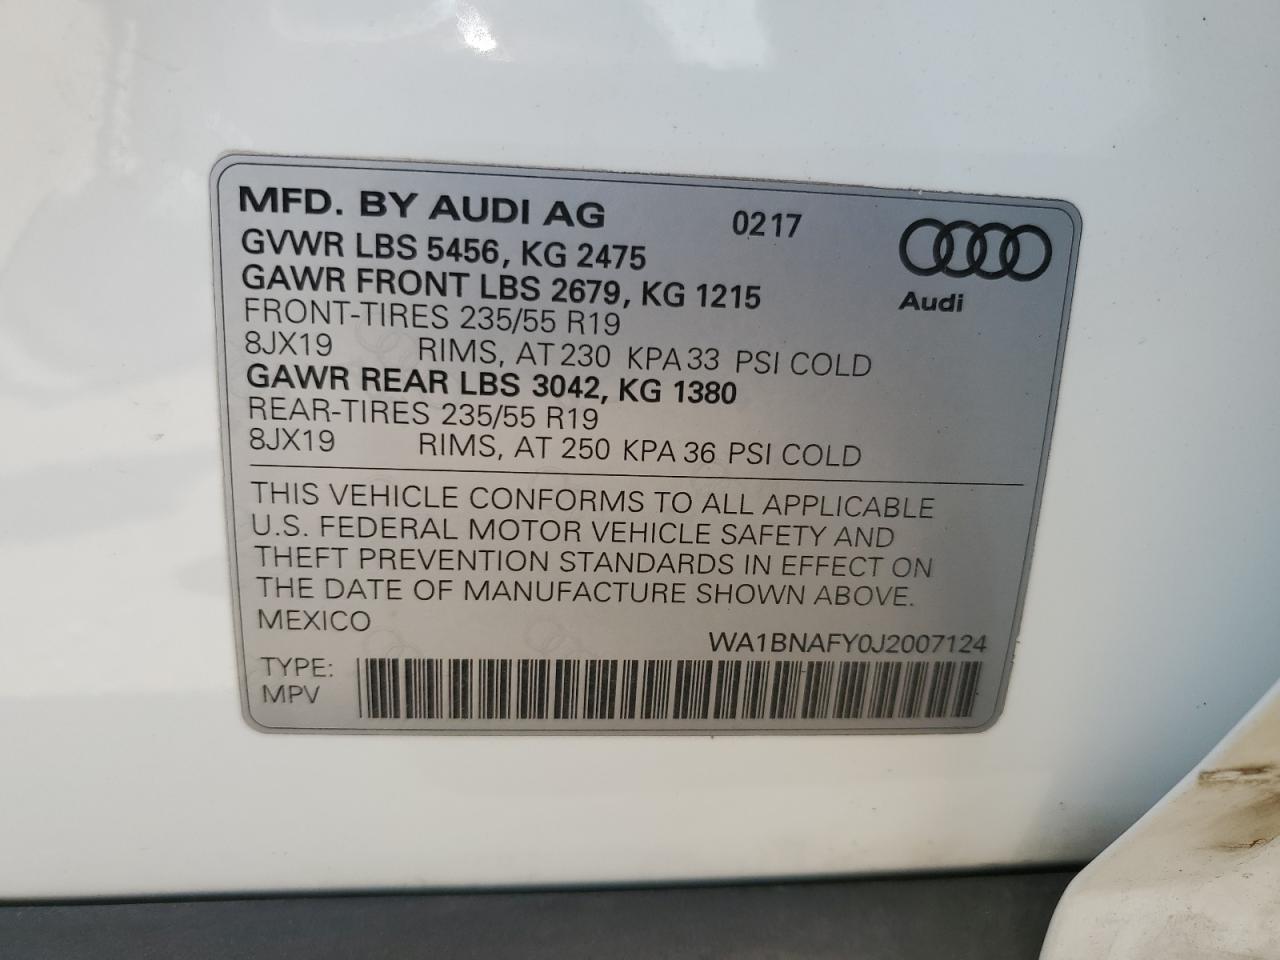 MFD. BY AUDI AG 0217
GVWR LBS 5456, KG 2475
GAWR FRONT LBS 2679, KG 1215
Audi
FRONT-TIRES 235/55 R19
8JX19 RIMS, AT 230 KPA 33 PSI COLD
GAWR REAR LBS 3042, KG 1380
REAR-TIRES 235/55 R19
8JX19 RIMS, AT 250 KPA 36 PSI COLD
THIS VEHICLE CONFORMS TO ALL APPLICABLE
U.S. FEDERAL MOTOR VEHICLE SAFETY AND
THEFT PREVENTION STANDARDS IN EFFECT ON
THE DATE OF MANUFACTURE SHOWN ABOVE.
MEXICO
WA1BNAFY0J2007124
TYPE:
MPV